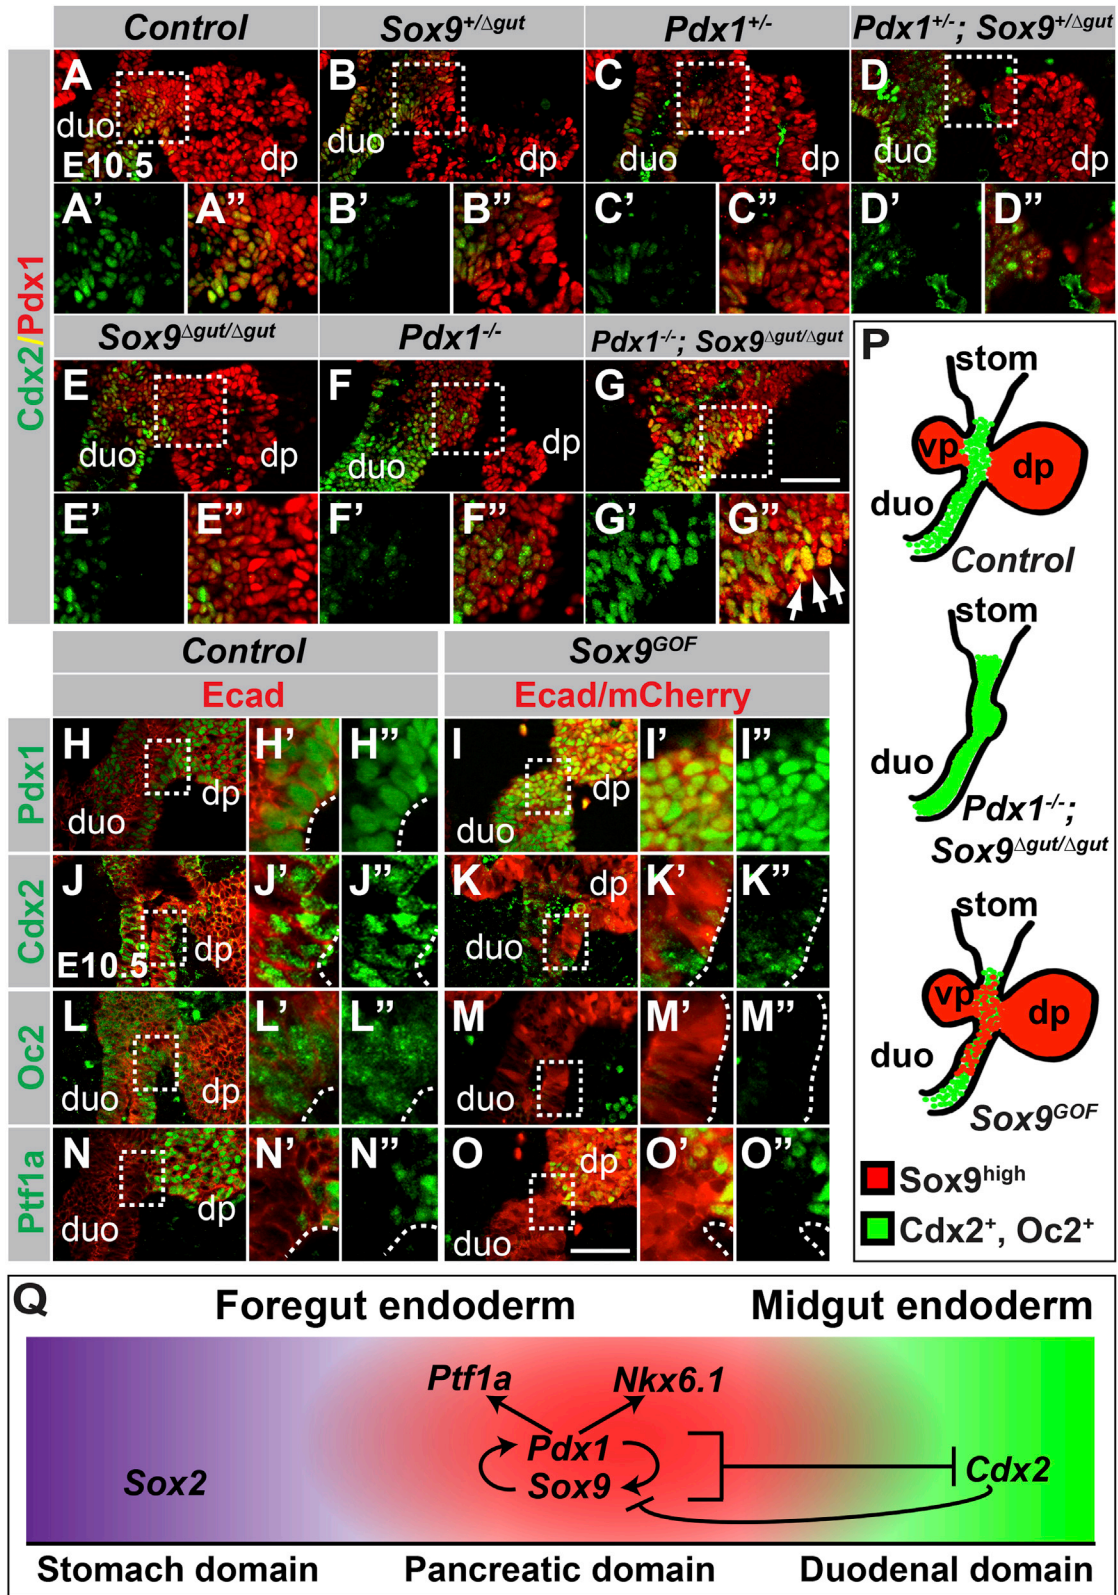 Control
Sox9+/Δgut
Pdx1+/-
Pdx1+/-; Sox9+/Δgut
Cdx2/Pdx1
A
duo
E10.5
dp
B
duo
dp
C
duo
dp
D
duo
dp
A’
A”
B’
B”
C’
C”
D’
D”
Sox9Δgut/Δgut
Pdx1-/-
Pdx1-/-; Sox9Δgut/Δgut
E
duo
dp
F
duo
dp
G
E’
E”
F’
F”
G’
G”
Control
Sox9GOF
Ecad
Ecad/mCherry
Pdx1
H
duo
dp
H’
H”
I
duo
dp
I’
I”
Cdx2
J
E10.5
dp
J’
J”
K
duo
dp
K’
K”
Oc2
L
duo
dp
L’
L”
M
duo
M’
M”
Ptf1a
N
duo
dp
N’
N”
O
duo
dp
O’
O”
P
stom
vp
dp
duo
Control
stom
duo
Pdx1-/-;
Sox9Δgut/Δgut
stom
vp
dp
duo
Sox9GOF
Sox9high
Cdx2+, Oc2+
Q
Foregut endoderm
Midgut endoderm
Ptf1a
Nkx6.1
Pdx1
Sox9
Sox2
Cdx2
Stomach domain
Pancreatic domain
Duodenal domain